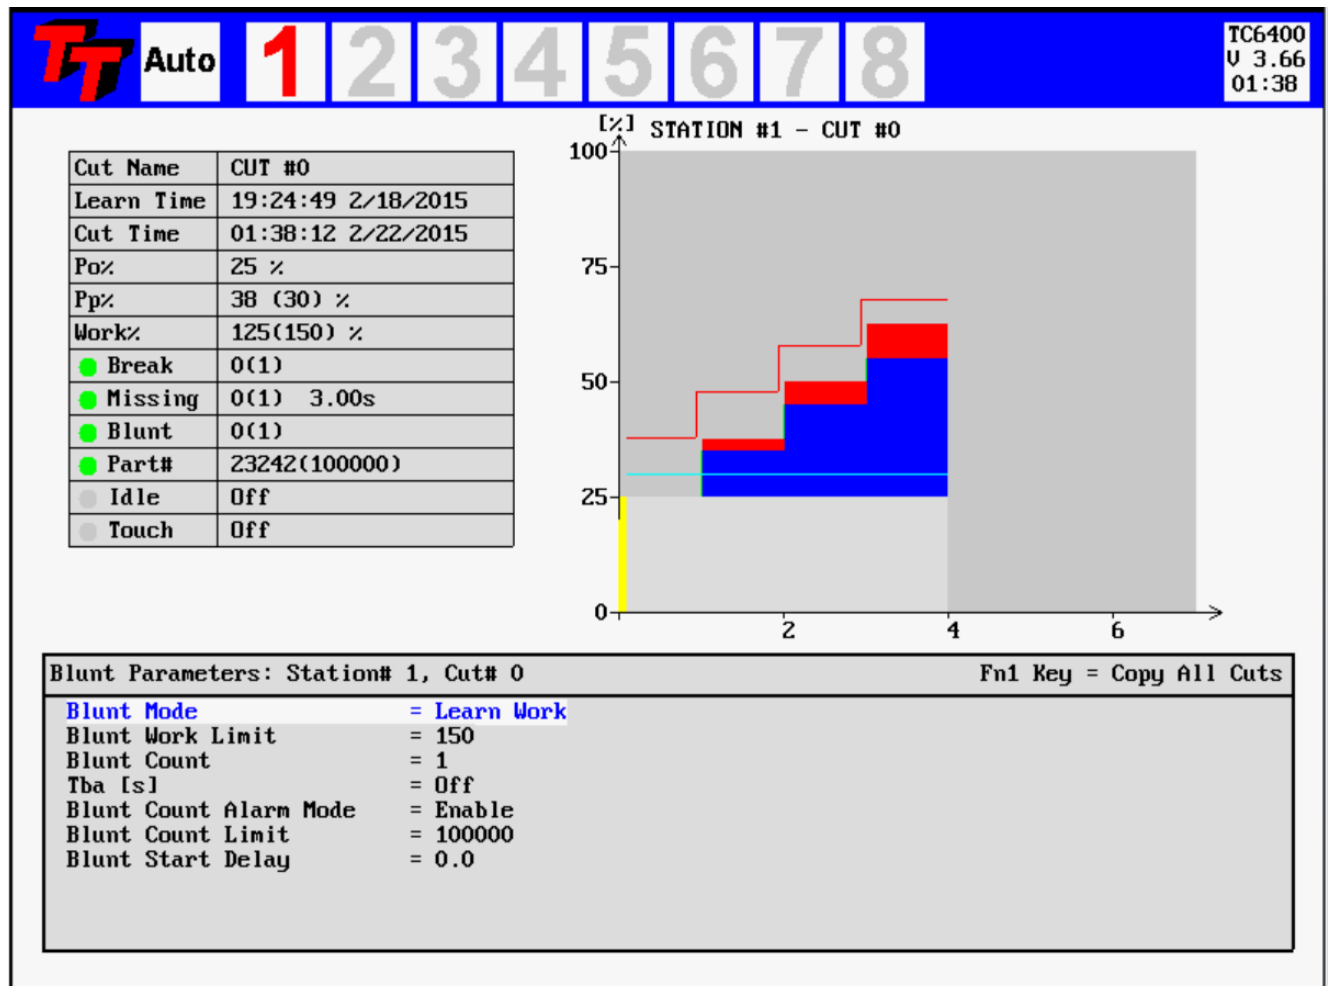 TT Auto 1 2 3 4 5 6 7 8
TC6400
V 3.66
01:38
Cut Name CUT #0
Learn Time 19:24:49 2/18/2015
Cut Time 01:38:12 2/22/2015
Po% 25 %
Pp% 38 (30) %
Work% 125(150) %
Break 0(1)
Missing 0(1) 3.00s
Blunt 0(1)
Part# 23242(100000)
Idle Off
Touch Off
[%] STATION #1 - CUT #0
100
75
50
25
0
2 4 6
Blunt Parameters: Station# 1, Cut# 0 Fn1 Key = Copy All Cuts
Blunt Mode = Learn Work
Blunt Work Limit = 150
Blunt Count = 1
Tba [s] = Off
Blunt Count Alarm Mode = Enable
Blunt Count Limit = 100000
Blunt Start Delay = 0.0